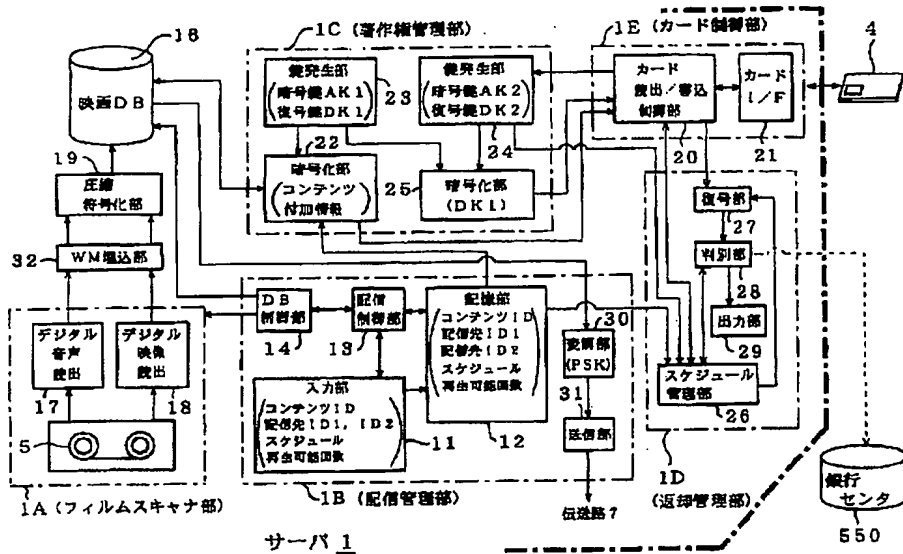 1C (著作権管理部)
1E (カード制御部)
18
4
映画DB
鍵発生部
(暗号鍵AK1
復号鍵DK1)
23
鍵発生部
(暗号鍵AK2
復号鍵DK2)
24
カード
読出/書込
制御部
20
カード
I/F
21
19
圧縮
符号化部
22
暗号化部
(コンテンツ
付加情報)
25
暗号化部
(DK1)
復号部
27
32
WM埋込部
判別部
28
DB
制御部
14
配信
制御部
13
記憶部
(コンテンツID
配信先ID1
配信先ID2
スケジュール
再生可能回数)
12
30
変調部
(PSK)
出力部
29
デジタル
音声
読出
17
デジタル
映像
読出
18
スケジュール
管理部
26
入力部
(コンテンツID
配信先ID1, ID2
スケジュール
再生可能回数)
11
31
送信部
5
1D
(返却管理部)
1A (フィルムスキャナ部)
1B (配信管理部)
伝送路7
銀行
センタ
550
サーバ 1